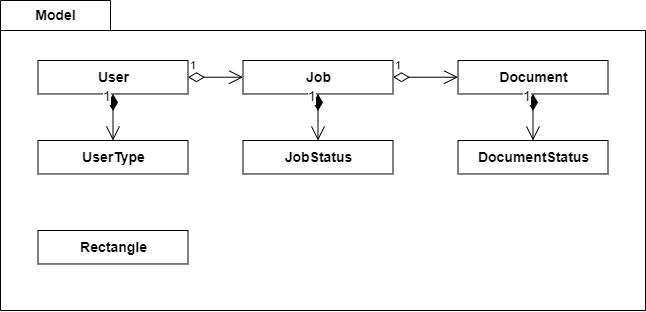 Model
1
1
User
Job
Document
1
1
1
UserType
JobStatus
DocumentStatus
Rectangle